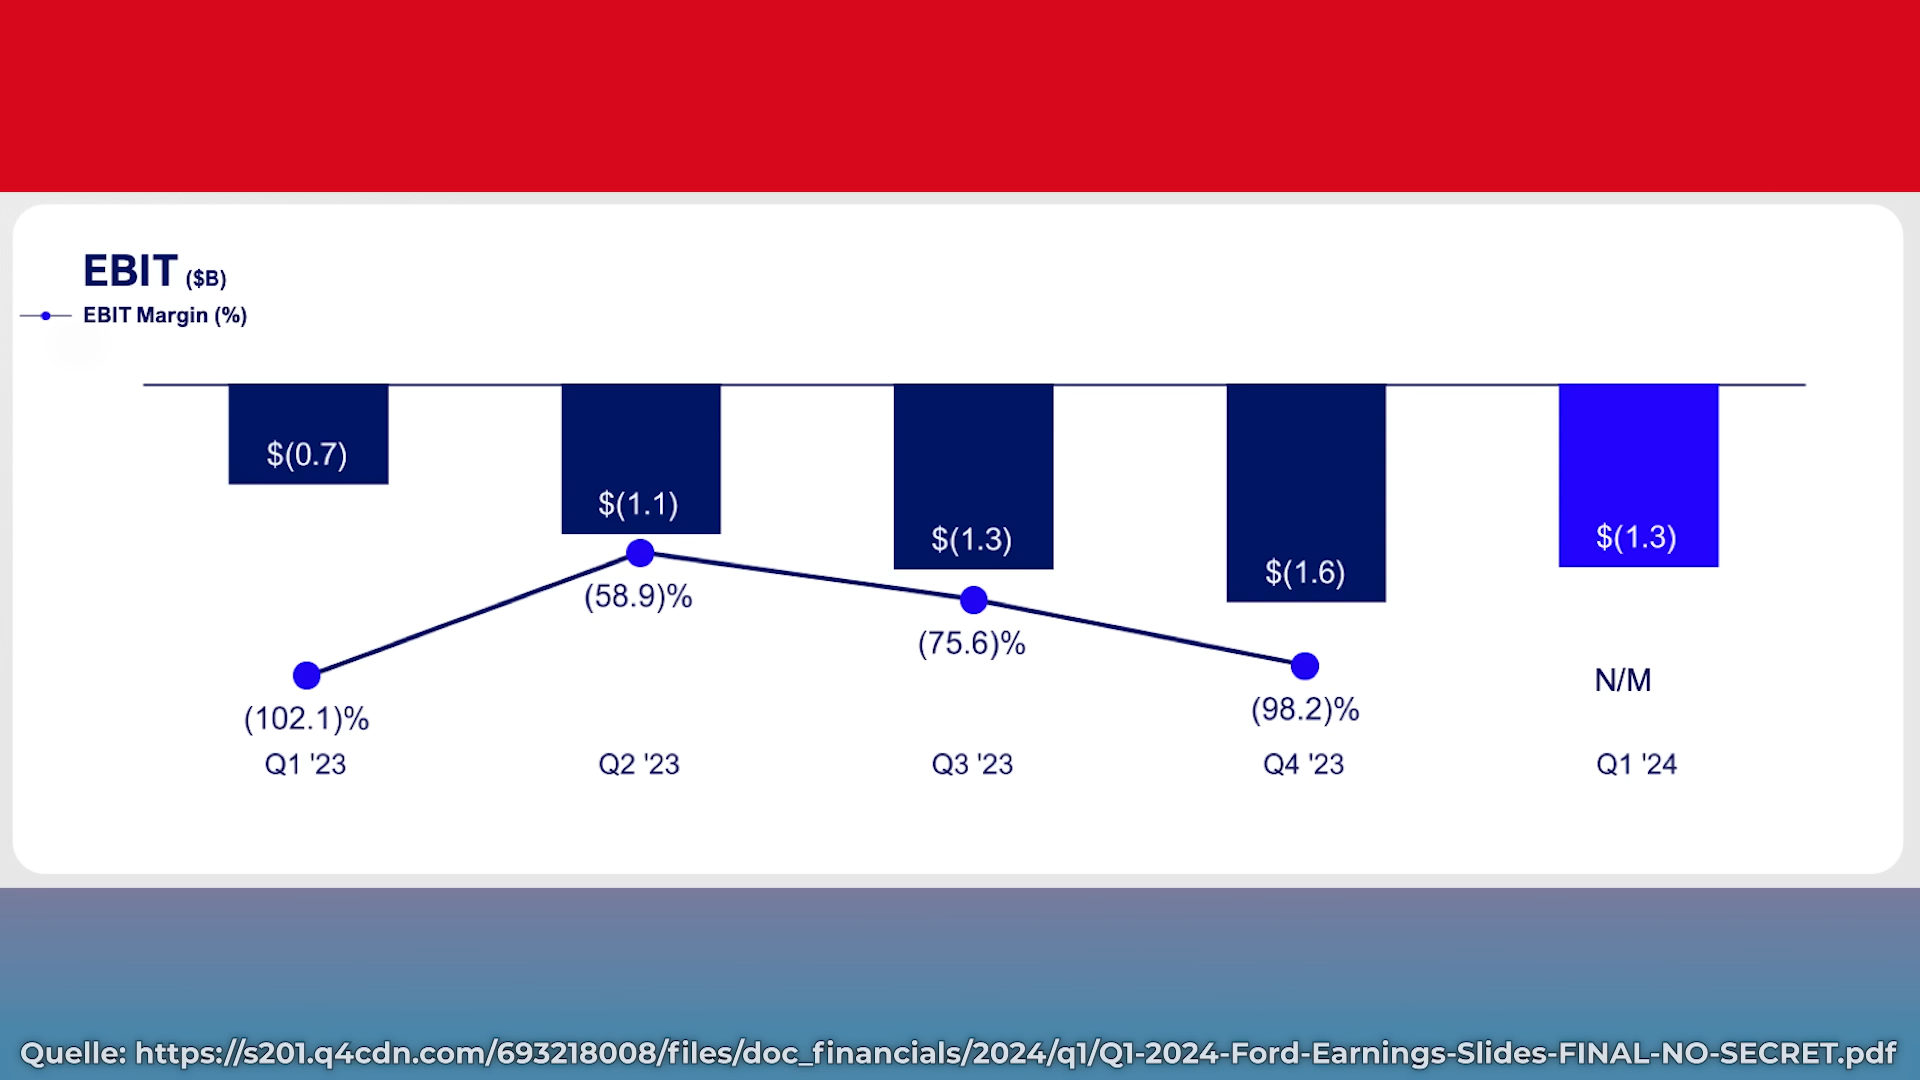 EBIT ($B)
EBIT Margin (%)
$(0.7)
$(1.1)
$(1.3)
$(1.6)
$(1.3)
(102.1)%
(58.9)%
(75.6)%
(98.2)%
N/M
Q1 '23
Q2 '23
Q3 '23
Q4 '23
Q1 '24
Quelle: https://s201.q4cdn.com/693218008/files/doc_financials/2024/q1/Q1-2024-Ford-Earnings-Slides-FINAL-NO-SECRET.pdf